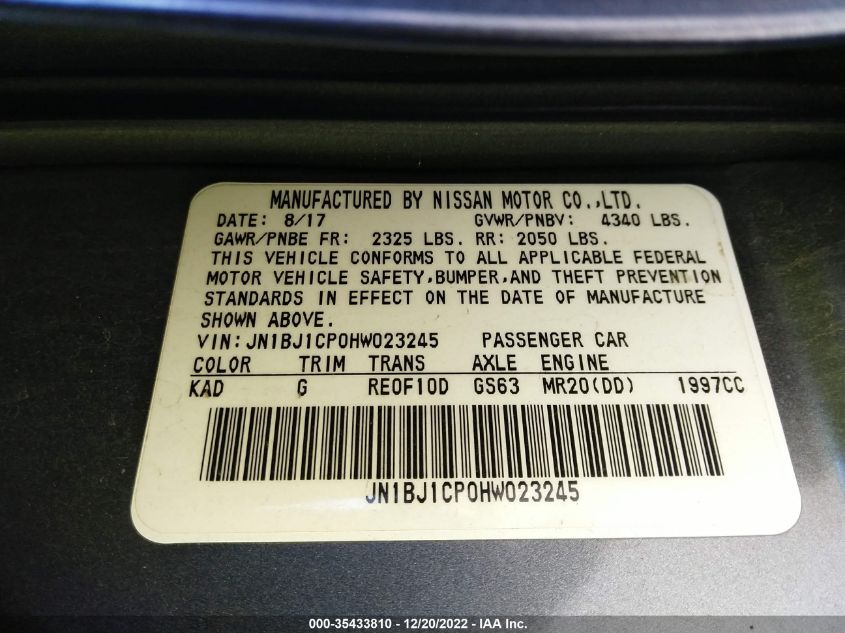 MANUFACTURED BY NISSAN MOTOR CO.,LTD.
DATE: 8/17 GVWR/PNBV: 4340 LBS.
GAWR/PNBE FR: 2325 LBS. RR: 2050 LBS.
THIS VEHICLE CONFORMS TO ALL APPLICABLE FEDERAL
MOTOR VEHICLE SAFETY,BUMPER,AND THEFT PREVENTION
STANDARDS IN EFFECT ON THE DATE OF MANUFACTURE
SHOWN ABOVE.
VIN: JN1BJ1CP0HW023245 PASSENGER CAR
COLOR TRIM TRANS AXLE ENGINE
KAD G RE0F10D GS63 MR20(DD) 1997CC
JN1BJ1CP0HW023245
000-35433810 - 12/20/2022 - IAA Inc.